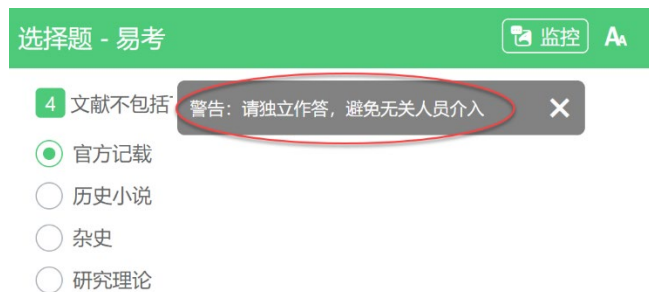 选择题 - 易考
监控 AA
4 文献不包括
警告：请独立作答，避免无关人员介入
官方记载
历史小说
杂史
研究理论